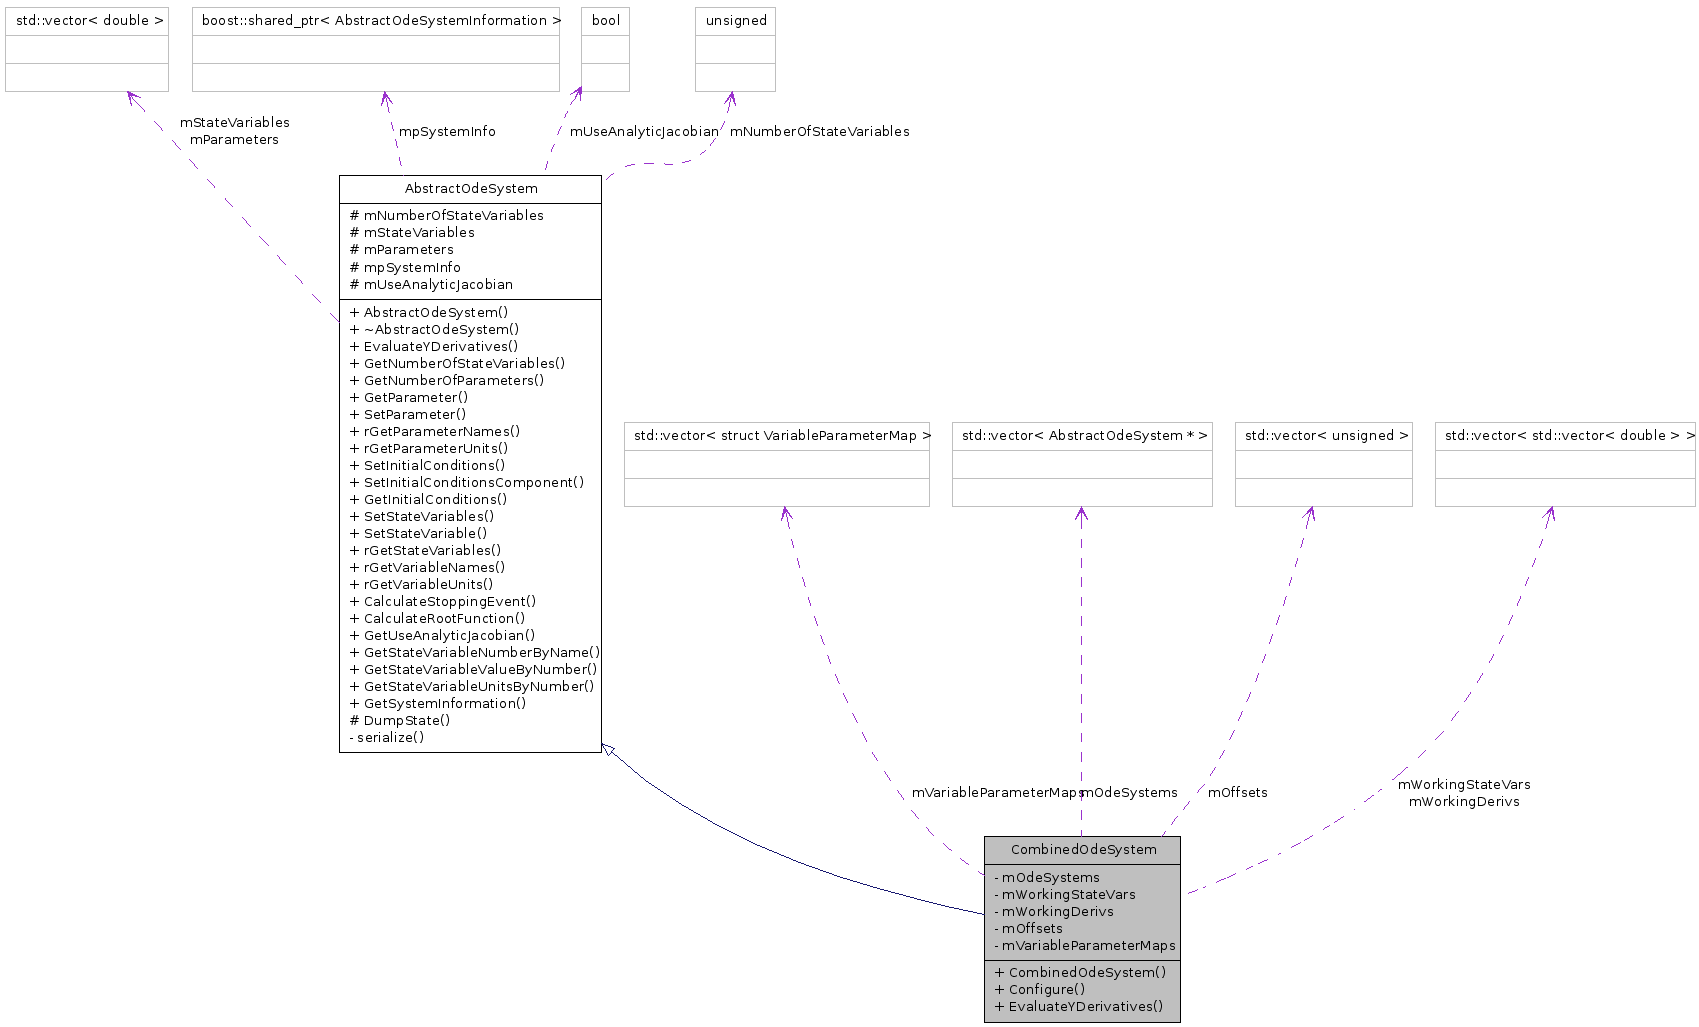 std::vector< double >
boost::shared_ptr< AbstractOdeSystemInformation >
bool
unsigned
mStateVariables
mParameters
mpSystemInfo
mUseAnalyticJacobian
mNumberOfStateVariables
AbstractOdeSystem
# mNumberOfStateVariables
# mStateVariables
# mParameters
# mpSystemInfo
# mUseAnalyticJacobian
+ AbstractOdeSystem()
+ ~AbstractOdeSystem()
+ EvaluateYDerivatives()
+ GetNumberOfStateVariables()
+ GetNumberOfParameters()
+ GetParameter()
+ SetParameter()
+ rGetParameterNames()
+ rGetParameterUnits()
+ SetInitialConditions()
+ SetInitialConditionsComponent()
+ GetInitialConditions()
+ SetStateVariables()
+ SetStateVariable()
+ rGetStateVariables()
+ rGetVariableNames()
+ rGetVariableUnits()
+ CalculateStoppingEvent()
+ CalculateRootFunction()
+ GetUseAnalyticJacobian()
+ GetStateVariableNumberByName()
+ GetStateVariableValueByNumber()
+ GetStateVariableUnitsByNumber()
+ GetSystemInformation()
# DumpState()
- serialize()
std::vector< struct VariableParameterMap >
std::vector< AbstractOdeSystem * >
std::vector< unsigned >
std::vector< std::vector< double > >
mVariableParameterMaps
mOdeSystems
mOffsets
mWorkingStateVars
mWorkingDerivs
CombinedOdeSystem
- mOdeSystems
- mWorkingStateVars
- mWorkingDerivs
- mOffsets
- mVariableParameterMaps
+ CombinedOdeSystem()
+ Configure()
+ EvaluateYDerivatives()